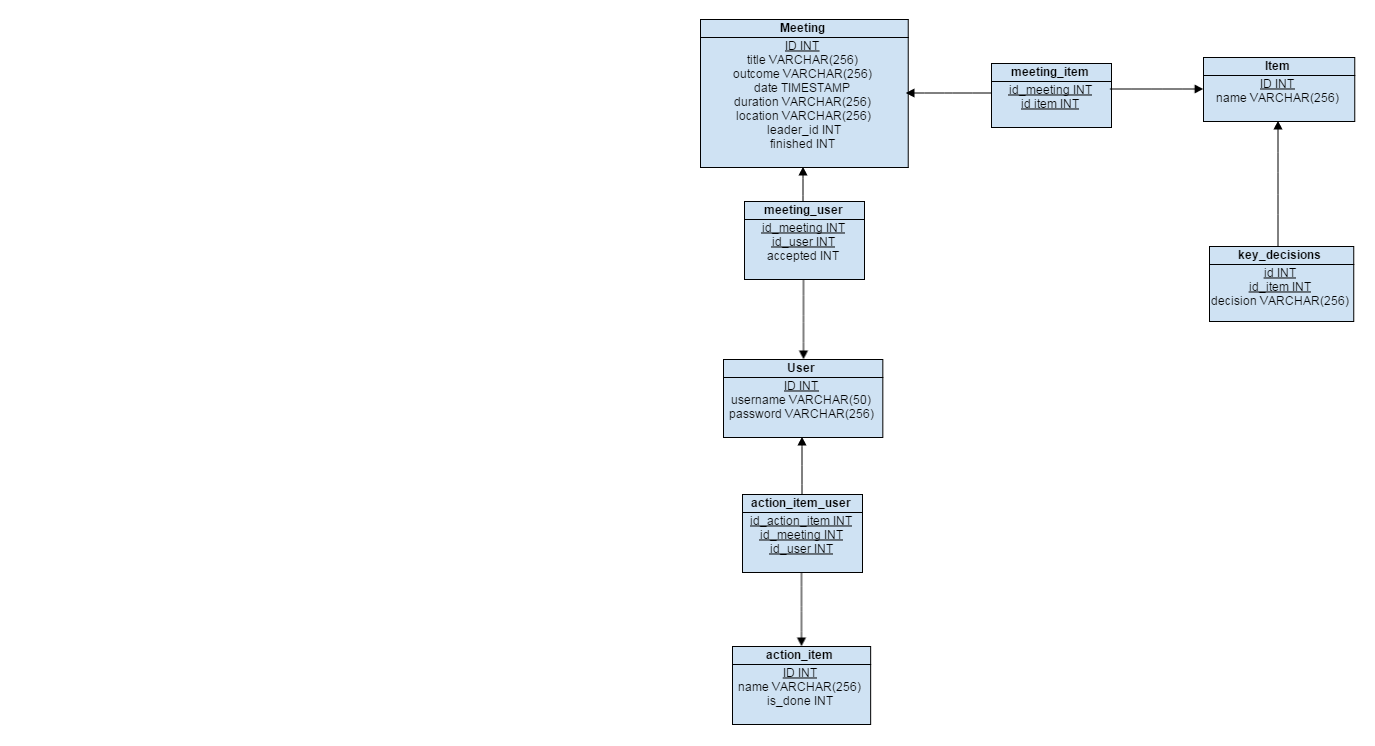 Meeting
ID INT
title VARCHAR(256)
outcome VARCHAR(256)
date TIMESTAMP
duration VARCHAR(256)
location VARCHAR(256)
leader_id INT
finished INT
meeting_item
id_meeting INT
id item INT
Item
ID INT
name VARCHAR(256)
meeting_user
id_meeting INT
id_user INT
accepted INT
key_decisions
id INT
id_item INT
decision VARCHAR(256)
User
ID INT
username VARCHAR(50)
password VARCHAR(256)
action_item_user
id_action_item INT
id_meeting INT
id_user INT
action_item
ID INT
name VARCHAR(256)
is_done INT